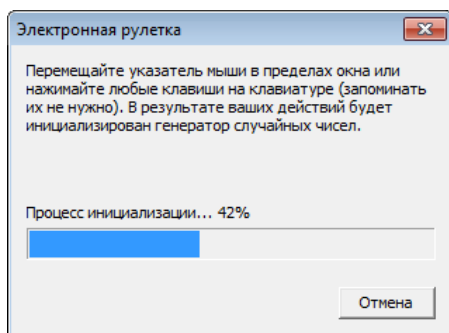 Электронная рулетка
Перемещайте указатель мыши в пределах окна или
нажимайте любые клавиши на клавиатуре (запоминать
их не нужно). В результате ваших действий будет
инициализирован генератор случайных чисел.
Процесс инициализации... 42%
Отмена